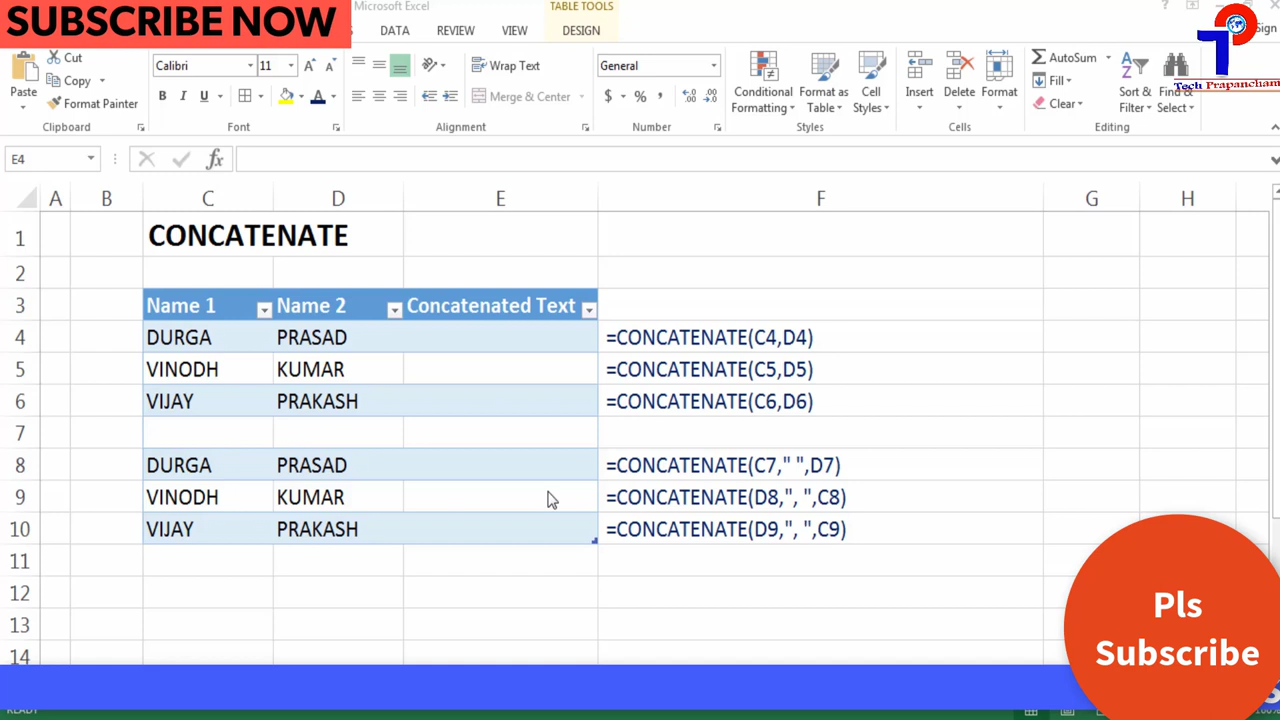 SUBSCRIBE NOW
Microsoft Excel
TABLE TOOLS
DATA REVIEW VIEW DESIGN
Sign
TP
Tech Prapancham
Cut
Copy
Format Painter
Paste
Clipboard
Calibri 11
B I U
Font
Wrap Text
Merge & Center
Alignment
General
$ % ,
Number
Conditional Formatting
Format as Table
Cell Styles
Styles
Insert Delete Format
Cells
AutoSum
Fill
Clear
Sort & Filter
Find & Select
Editing
E4 fx
A B C D E F G H
1 CONCATENATE
2
3 Name 1 Name 2 Concatenated Text
4 DURGA PRASAD =CONCATENATE(C4,D4)
5 VINODH KUMAR =CONCATENATE(C5,D5)
6 VIJAY PRAKASH =CONCATENATE(C6,D6)
7
8 DURGA PRASAD =CONCATENATE(C7," ",D7)
9 VINODH KUMAR =CONCATENATE(D8,", ",C8)
10 VIJAY PRAKASH =CONCATENATE(D9,", ",C9)
11
12
13
14
Pls
Subscribe